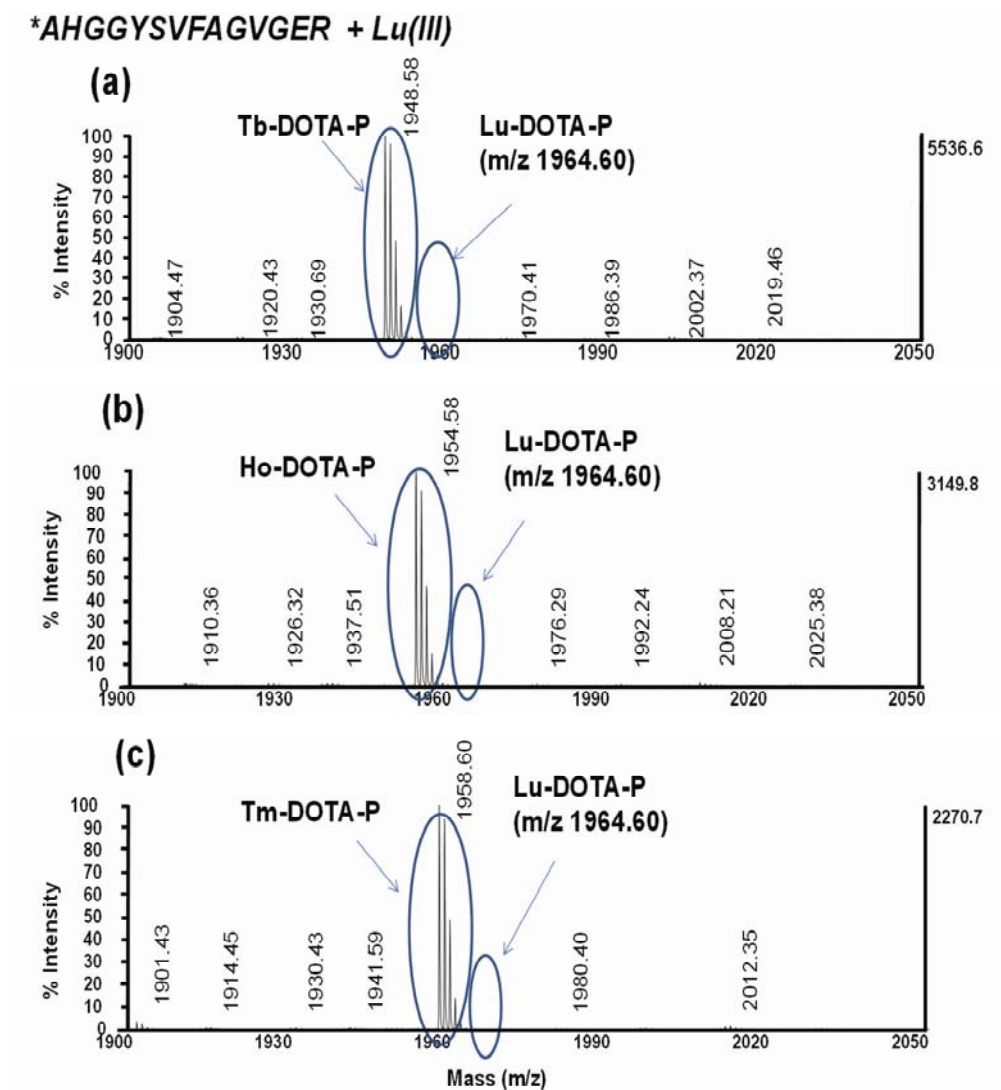 *AHGGYSVFAGVGER + Lu(III)
(a)
Tb-DOTA-P
1948.58
Lu-DOTA-P
(m/z 1964.60)
% Intensity
100
90
80
70
60
50
40
30
20
10
0
5536.6
1904.47
1920.43
1930.69
1970.41
1986.39
2002.37
2019.46
1900 1930 1960 1990 2020 2050
(b)
Ho-DOTA-P
1954.58
Lu-DOTA-P
(m/z 1964.60)
% Intensity
100
90
80
70
60
50
40
30
20
10
0
3149.8
1910.36
1926.32
1937.51
1976.29
1992.24
2008.21
2025.38
1900 1930 1960 1990 2020 2050
(c)
Tm-DOTA-P
1958.60
Lu-DOTA-P
(m/z 1964.60)
% Intensity
100
90
80
70
60
50
40
30
20
10
0
2270.7
1901.43
1914.45
1930.43
1941.59
1980.40
2012.35
1900 1930 1960 1990 2020 2050
Mass (m/z)